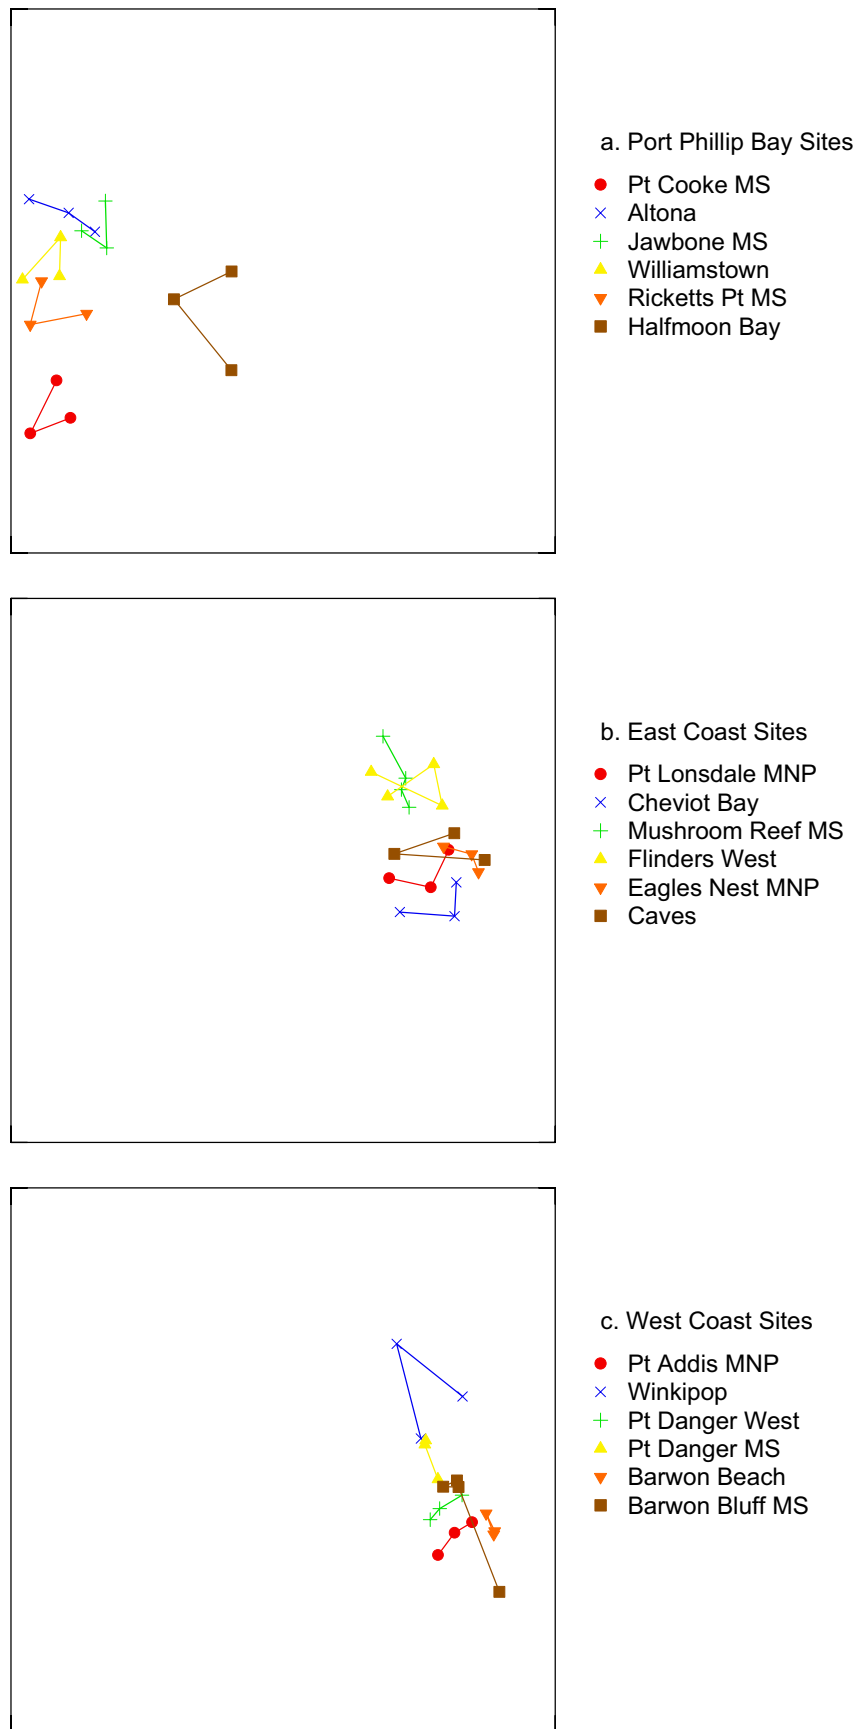 a. Port Phillip Bay Sites
Pt Cooke MS
Altona
Jawbone MS
Williamstown
Ricketts Pt MS
Halfmoon Bay
b. East Coast Sites
Pt Lonsdale MNP
Cheviot Bay
Mushroom Reef MS
Flinders West
Eagles Nest MNP
Caves
c. West Coast Sites
Pt Addis MNP
Winkipop
Pt Danger West
Pt Danger MS
Barwon Beach
Barwon Bluff MS